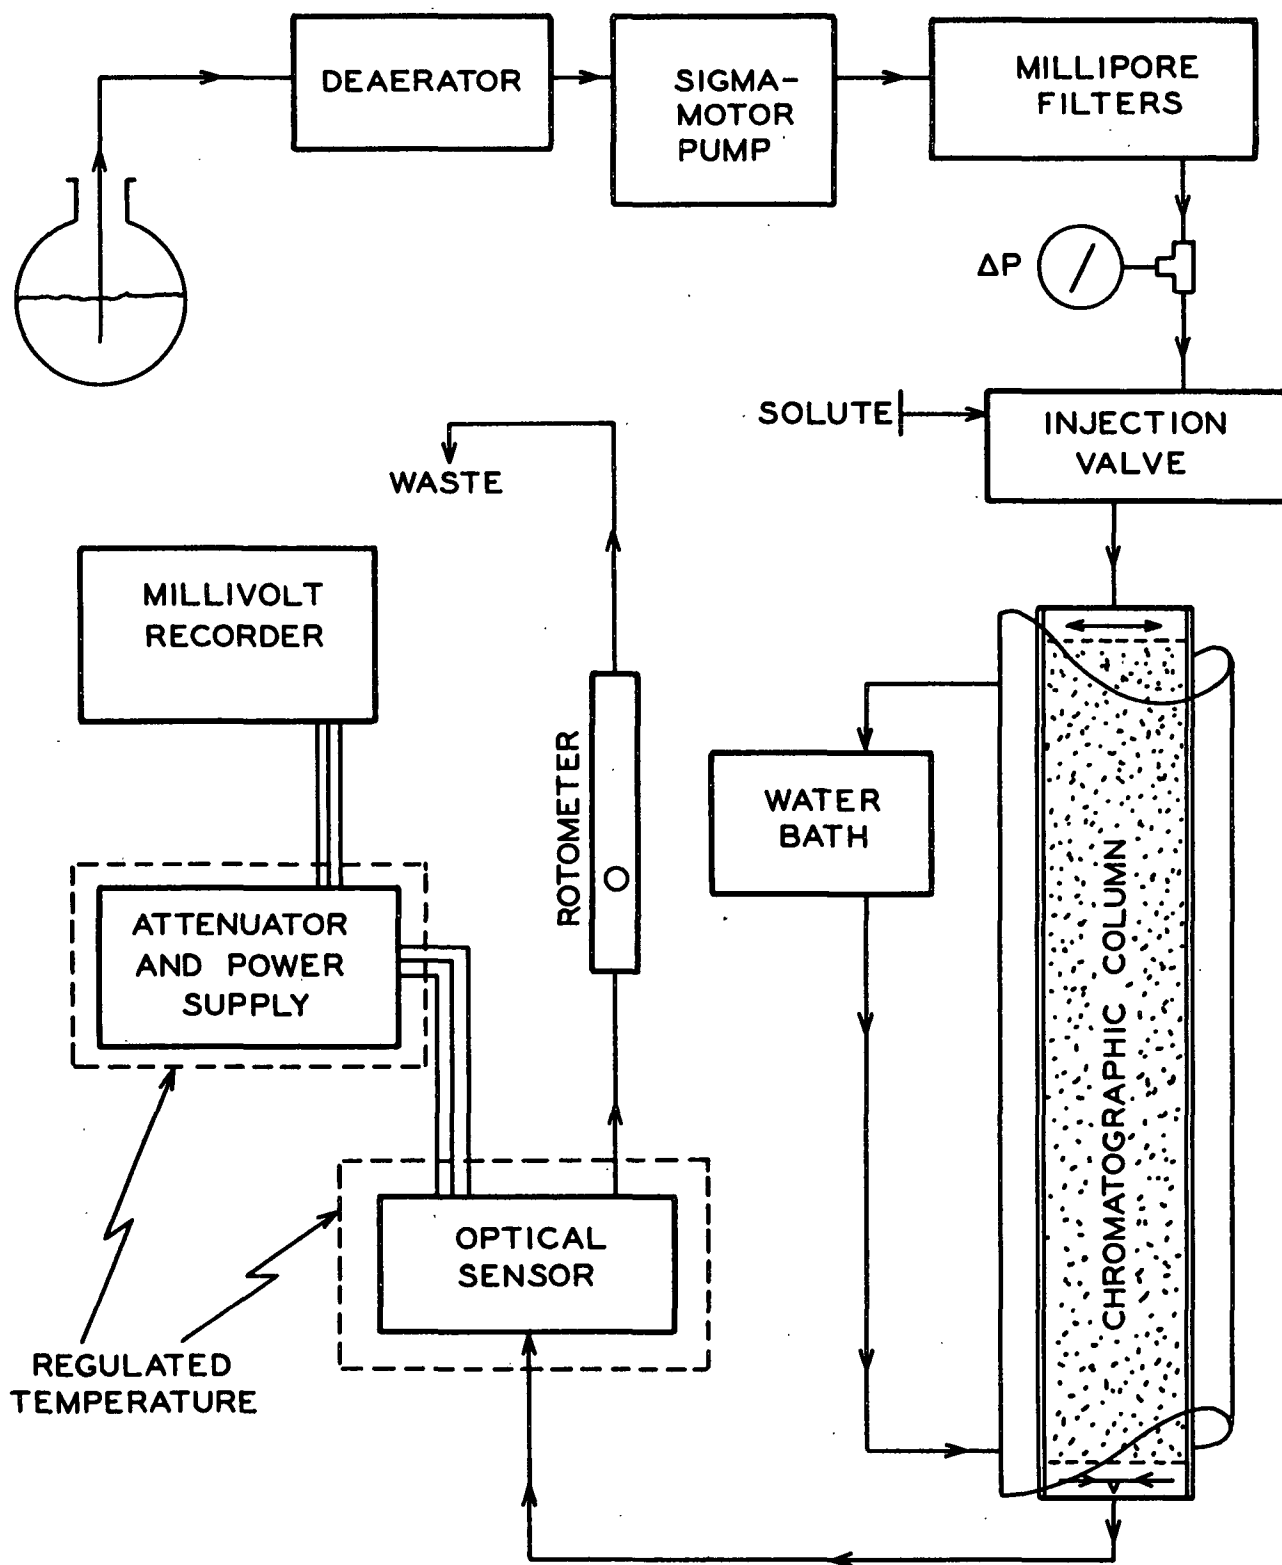 DEAERATOR
SIGMA-
MOTOR
PUMP
MILLIPORE
FILTERS
ΔP
SOLUTE
INJECTION
VALVE
WASTE
MILLIVOLT
RECORDER
ROTOMETER
WATER
BATH
CHROMATOGRAPHIC COLUMN
ATTENUATOR
AND POWER
SUPPLY
OPTICAL
SENSOR
REGULATED
TEMPERATURE